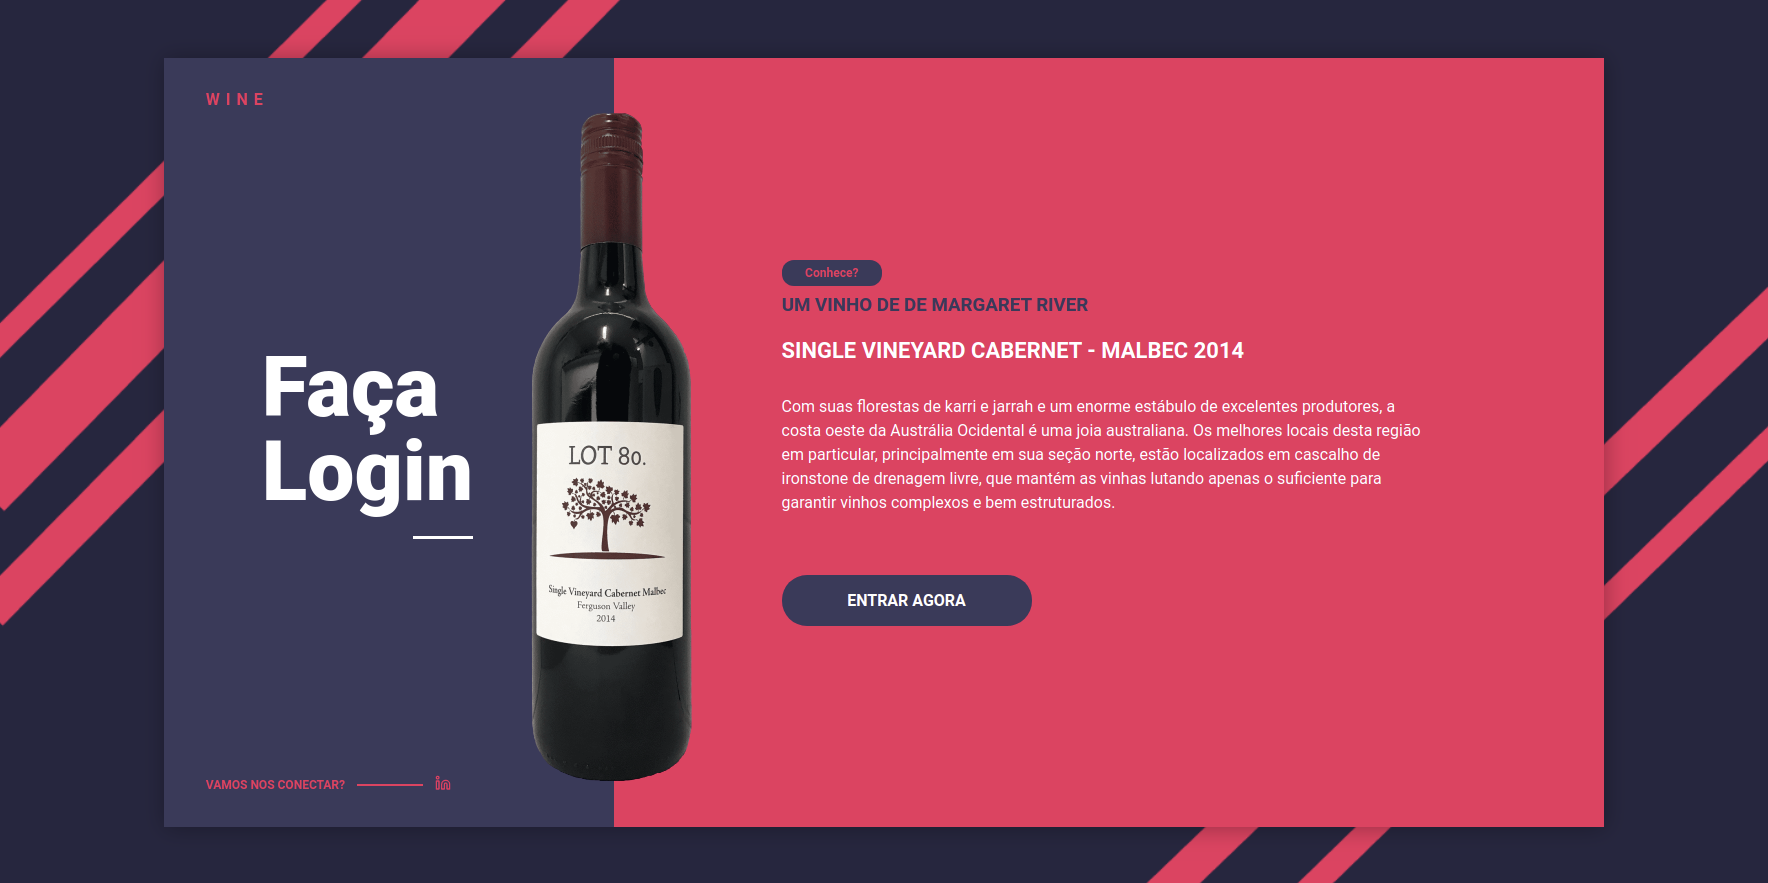 WINE
Faça
Login
VAMOS NOS CONECTAR?
in
LOT 80.
Single Vineyard Cabernet Malbec
Ferguson Valley
2014
Conhece?
UM VINHO DE DE MARGARET RIVER
SINGLE VINEYARD CABERNET - MALBEC 2014
Com suas florestas de karri e jarrah e um enorme estábulo de excelentes produtores, a
costa oeste da Austrália Ocidental é uma joia australiana. Os melhores locais desta região
em particular, principalmente em sua seção norte, estão localizados em cascalho de
ironstone de drenagem livre, que mantém as vinhas lutando apenas o suficiente para
garantir vinhos complexos e bem estruturados.
ENTRAR AGORA